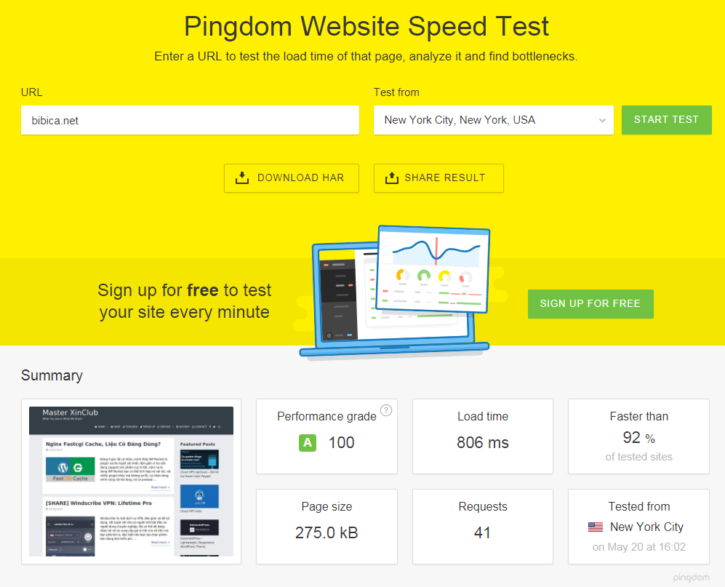 Pingdom Website Speed Test
Enter a URL to test the load time of that page, analyze it and find bottlenecks.
URL
Test from
bibica.net
New York City, New York, USA
START TEST
DOWNLOAD HAR
SHARE RESULT
Sign up for free to test
your site every minute
SIGN UP FOR FREE
Summary
Master XinClub
Nginx Fastcgi Cache, Liệu Có Đáng Dùng?
Featured Posts
[SHARE] Windscribe VPN: Lifetime Pro
Performance grade ?
A 100
Load time
806 ms
Faster than
92 %
of tested sites
Page size
275.0 kB
Requests
41
Tested from
New York City
on May 20 at 16:02
pingdom